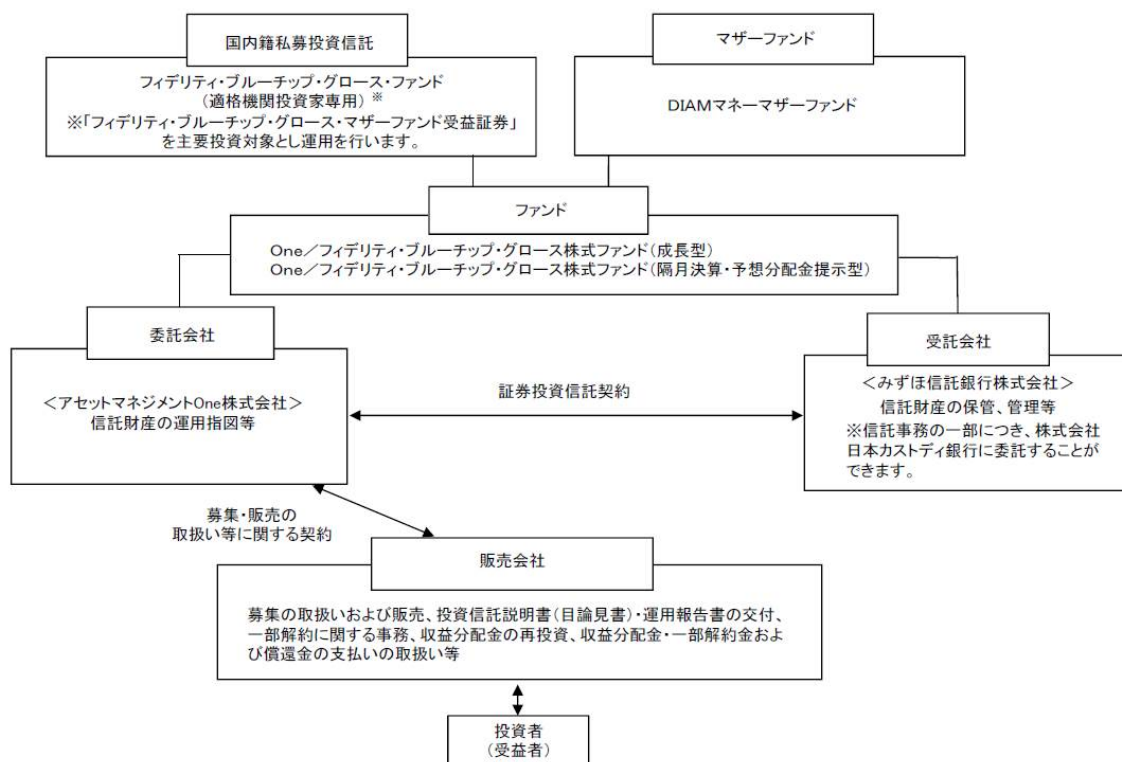 国内籍私募投資信託
フィデリティ・ブルーチップ・グロース・ファンド
(適格機関投資家専用)※
※「フィデリティ・ブルーチップ・グロース・マザーファンド受益証券」
を主要投資対象とし運用を行います。
マザーファンド
DIAMマネーマザーファンド
ファンド
One／フィデリティ・ブルーチップ・グロース株式ファンド(成長型)
One／フィデリティ・ブルーチップ・グロース株式ファンド(隔月決算・予想分配金提示型)
委託会社
＜アセットマネジメントOne株式会社＞
信託財産の運用指図等
証券投資信託契約
受託会社
＜みずほ信託銀行株式会社＞
信託財産の保管、管理等
※信託事務の一部につき、株式会社
日本カストディ銀行に委託することが
できます。
募集・販売の
取扱い等に関する契約
販売会社
募集の取扱いおよび販売、投資信託説明書(目論見書)・運用報告書の交付、
一部解約に関する事務、収益分配金の再投資、収益分配金・一部解約金およ
び償還金の支払いの取扱い等
投資者
(受益者)